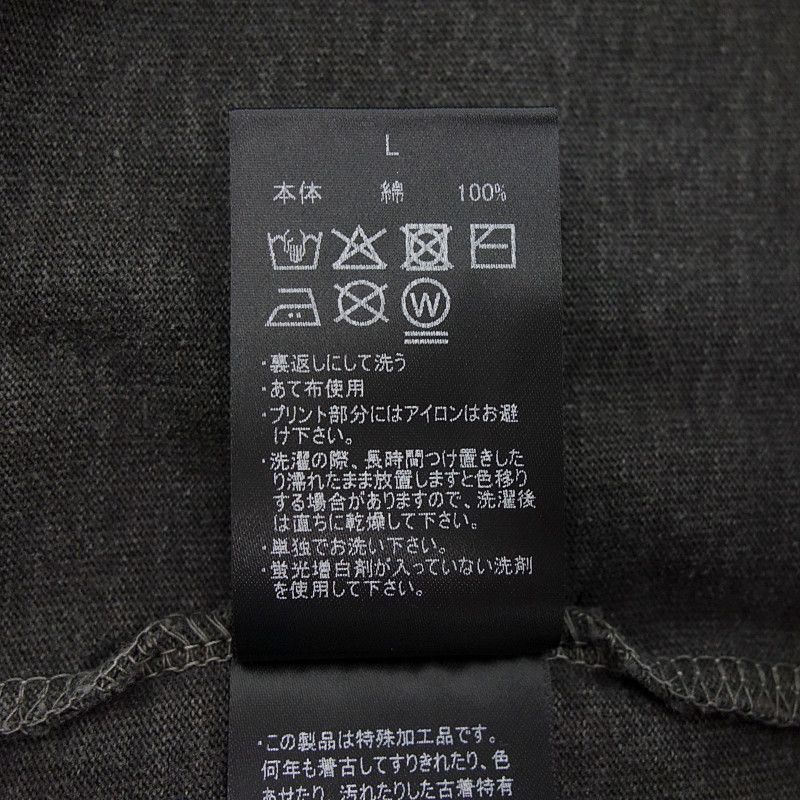 L
本体 綿 100%
W
・裏返しにして洗う
・あて布使用
・プリント部分にはアイロンはお避
け下さい。
・洗濯の際、長時間つけ置きした
り濡れたまま放置しますと色移り
する場合がありますので、洗濯後
は直ちに乾燥して下さい。
・単独でお洗い下さい。
・蛍光増白剤が入っていない洗剤
を使用して下さい。
・この製品は特殊加工品です。
何年も着古してすりきれたり、色
あせたり、汚れたりした古着特有